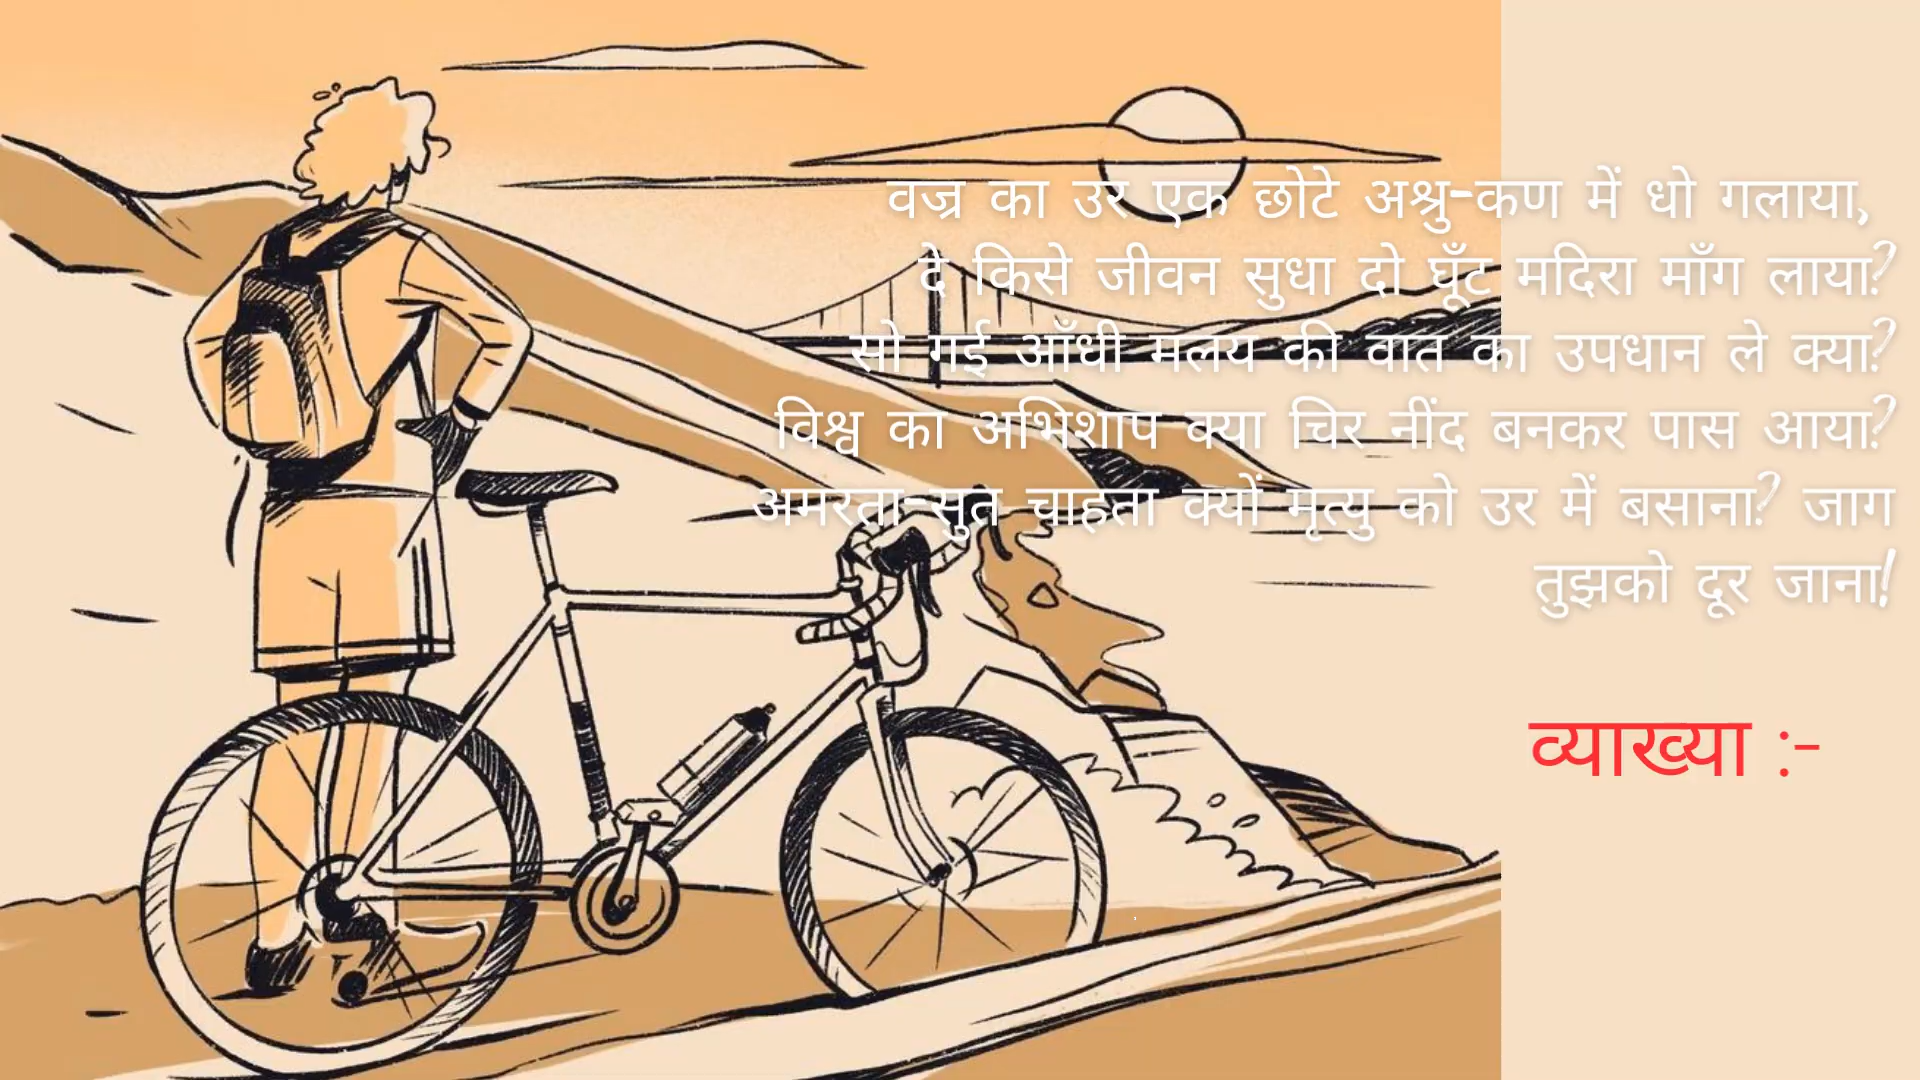 वज्र का उर एक छोटे अश्रु-कण में धो गलाया,
दे किसे जीवन सुधा दो घूँट मदिरा माँग लाया?
सो गई आँधी मलय की वात का उपधान ले क्या?
विश्व का अभिशाप क्या चिर नींद बनकर पास आया?
अमरता-सुत चाहता क्यों मृत्यु को उर में बसाना? जाग
तुझको दूर जाना!
व्याख्या :-